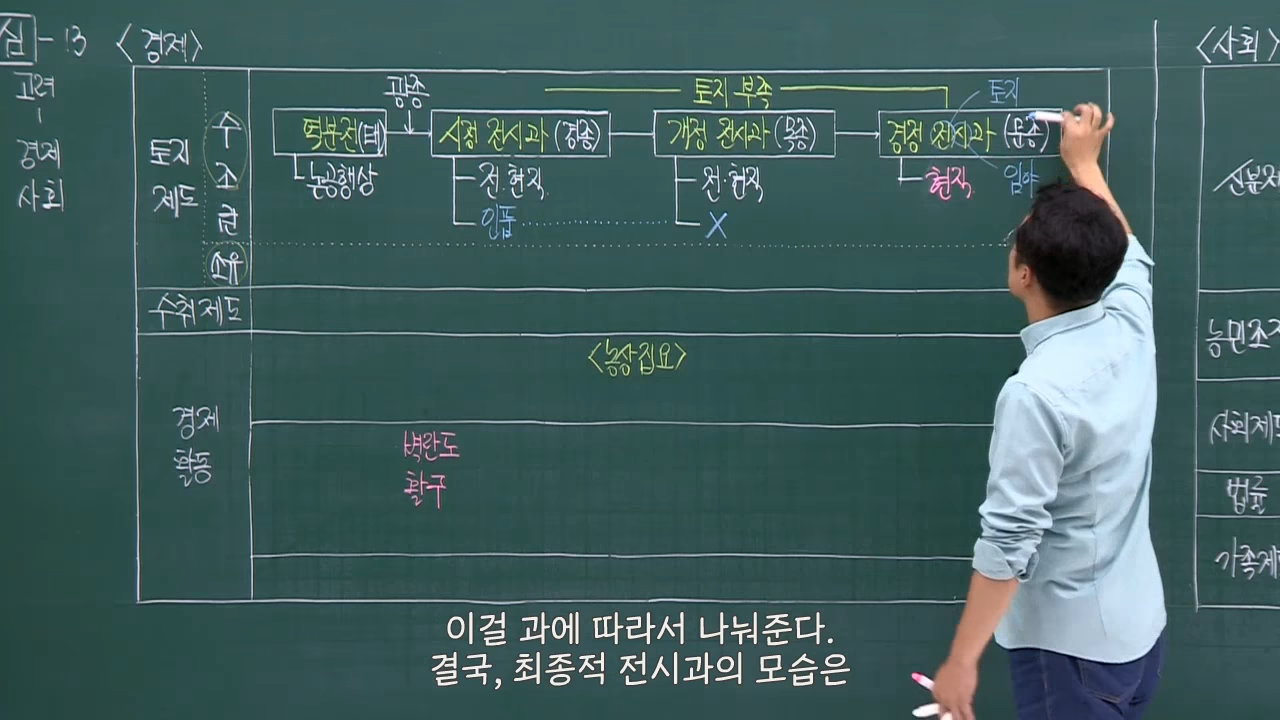 심-13 〈경제〉
고려
경제
사회
토지
제도
수
조
권
소유
수취제도
경제
활동
광종
토지 부족
토지
역분전(태)
시정 전시과 (경종)
개정 전시과 (목종)
경정 전시과 (문종)
논공행상
전·현직
전·현직
현직
임야
인품
X
〈농상집요〉
벽란도
활구
〈사회〉
신분제
농민조
사회제도
법률
가족제
이걸 과에 따라서 나눠준다.
결국, 최종적 전시과의 모습은